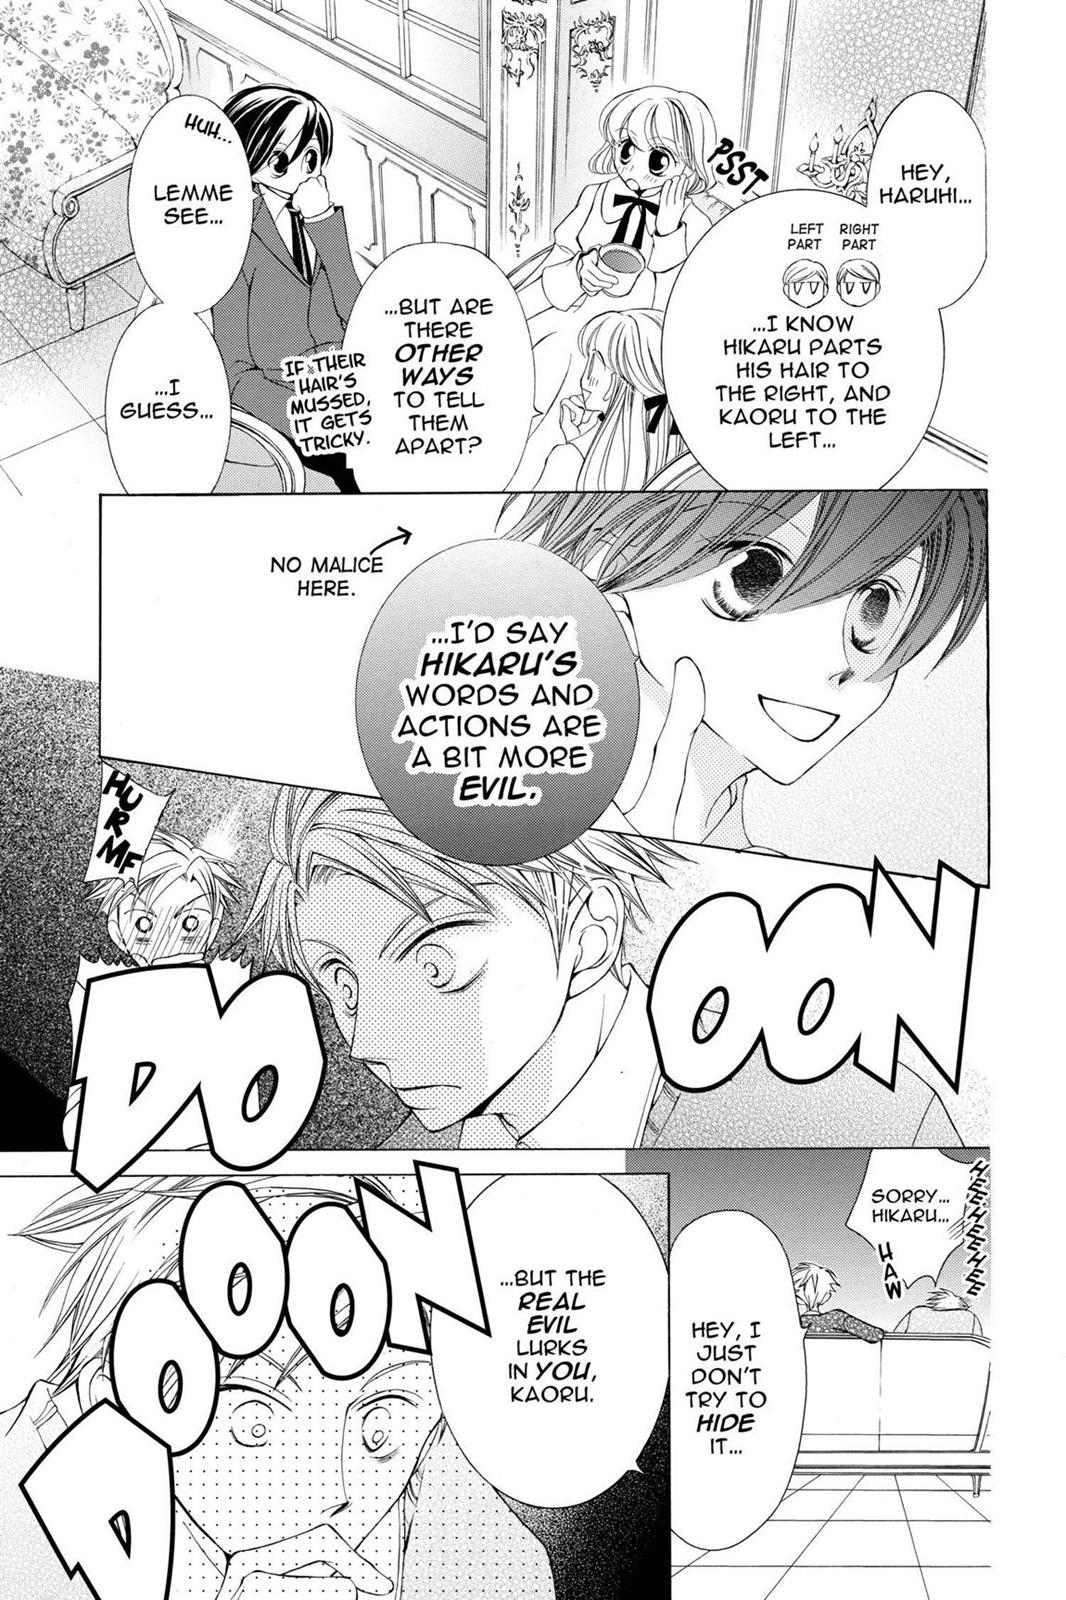 HEY,
HARUHI...
LEFT
PART
RIGHT
PART
...I KNOW
HIKARU PARTS
HIS HAIR TO
THE RIGHT, AND
KAORU TO THE
LEFT...
PSST
...BUT ARE
THERE
OTHER
WAYS
TO TELL
THEM
APART?
IF THEIR
HAIR'S
MUSSED,
IT GETS
TRICKY.
HUH...
LEMME
SEE...
...I
GUESS...
NO MALICE
HERE.
...I'D SAY
HIKARU'S
WORDS AND
ACTIONS ARE
A BIT MORE
EVIL.
HURMF
DOOON
SORRY...
HIKARU...
HEEHEEHEE
HAW
HEY, I
JUST
DON'T
TRY TO
HIDE
IT...
...BUT THE
REAL
EVIL
LURKS
IN YOU,
KAORU.
DOOOON